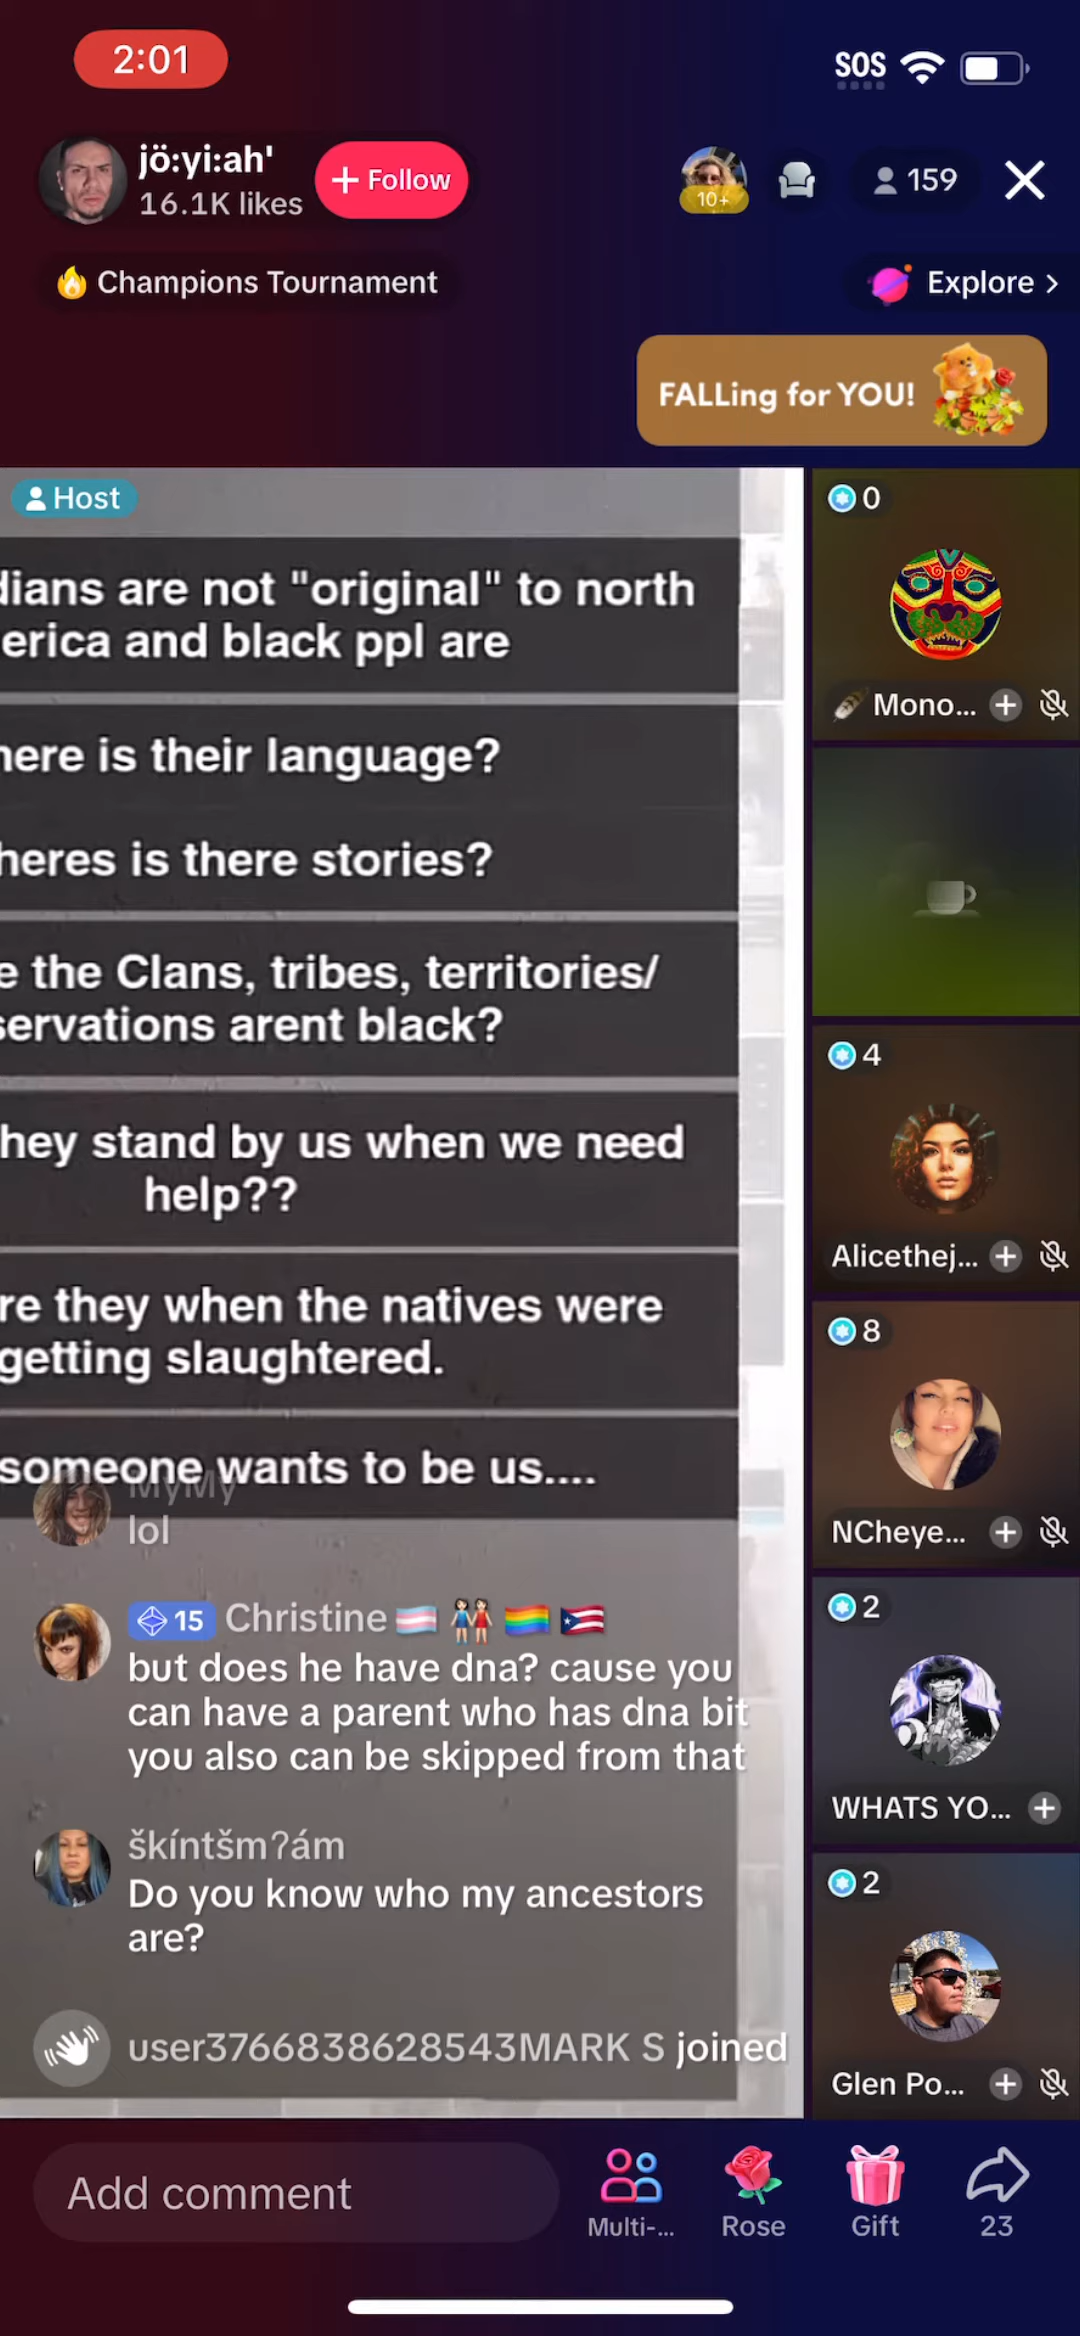 2:01
SOS
jö:yi:ah'
16.1K likes
+ Follow
10+
159
Champions Tournament
Explore >
FALLing for YOU!
Host
dians are not "original" to north
erica and black ppl are
here is their language?
heres is there stories?
e the Clans, tribes, territories/
servations arent black?
hey stand by us when we need
help??
re they when the natives were
getting slaughtered.
someone wants to be us....
MyMy
lol
15 Christine
but does he have dna? cause you
can have a parent who has dna bit
you also can be skipped from that
škíntšmʔám
Do you know who my ancestors
are?
user3766838628543MARK S joined
0
Mono...
4
Alicethej...
8
NCheye...
2
WHATS YO...
2
Glen Po...
Add comment
Multi-...
Rose
Gift
23